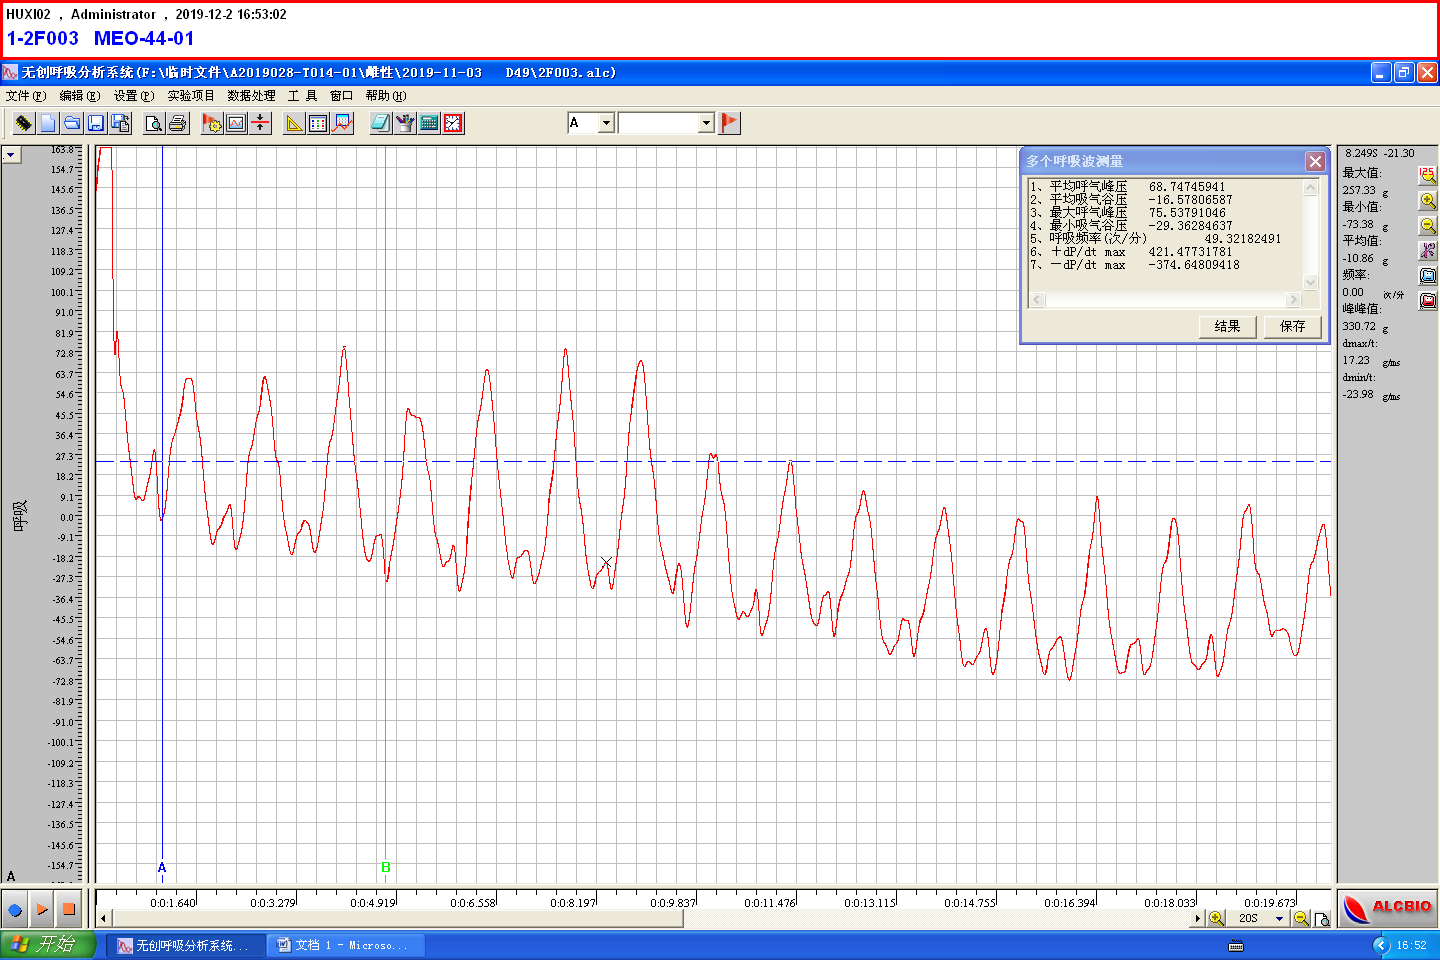 HUXI02 , Administrator , 2019-12-2 16:53:02
1-2F003 MEO-44-01
无创呼吸分析系统(F:\临时文件\A2019028-T014-01\雌性\2019-11-03 D49\2F003.alc)
文件(F) 编辑(E) 设置(P) 实验项目 数据处理 工 具 窗口 帮助(H)
A
163.8
154.7
145.6
136.5
127.4
118.3
109.2
100.1
91.0
81.9
72.8
63.7
54.6
45.5
36.4
27.3
18.2
9.1
0.0
-9.1
-18.2
-27.3
-36.4
-45.5
-54.6
-63.7
-72.8
-81.9
-91.0
-100.1
-109.2
-118.3
-127.4
-136.5
-145.6
-154.7
呼吸
A
A
B
多个呼吸波测量
1、平均呼气峰压 68.74745941
2、平均吸气谷压 -16.57806587
3、最大呼气峰压 75.53791046
4、最小吸气谷压 -29.36284637
5、呼吸频率(次/分) 49.32182491
6、＋dP/dt max 421.47731781
7、－dP/dt max -374.64809418
结果 保存
8.249S -21.30
最大值:
257.33 g
最小值:
-73.38 g
平均值:
-10.86 g
频率:
0.00 次/分
峰峰值:
330.72 g
dmax/t:
17.23 g/ms
dmin/t:
-23.98 g/ms
125
0:0:1.640 0:0:3.279 0:0:4.919 0:0:6.558 0:0:8.197 0:0:9.837 0:0:11.476 0:0:13.115 0:0:14.755 0:0:16.394 0:0:18.033 0:0:19.673
20S
ALCBIO
开始 无创呼吸分析系统... 文档 1 - Microso... 16:52